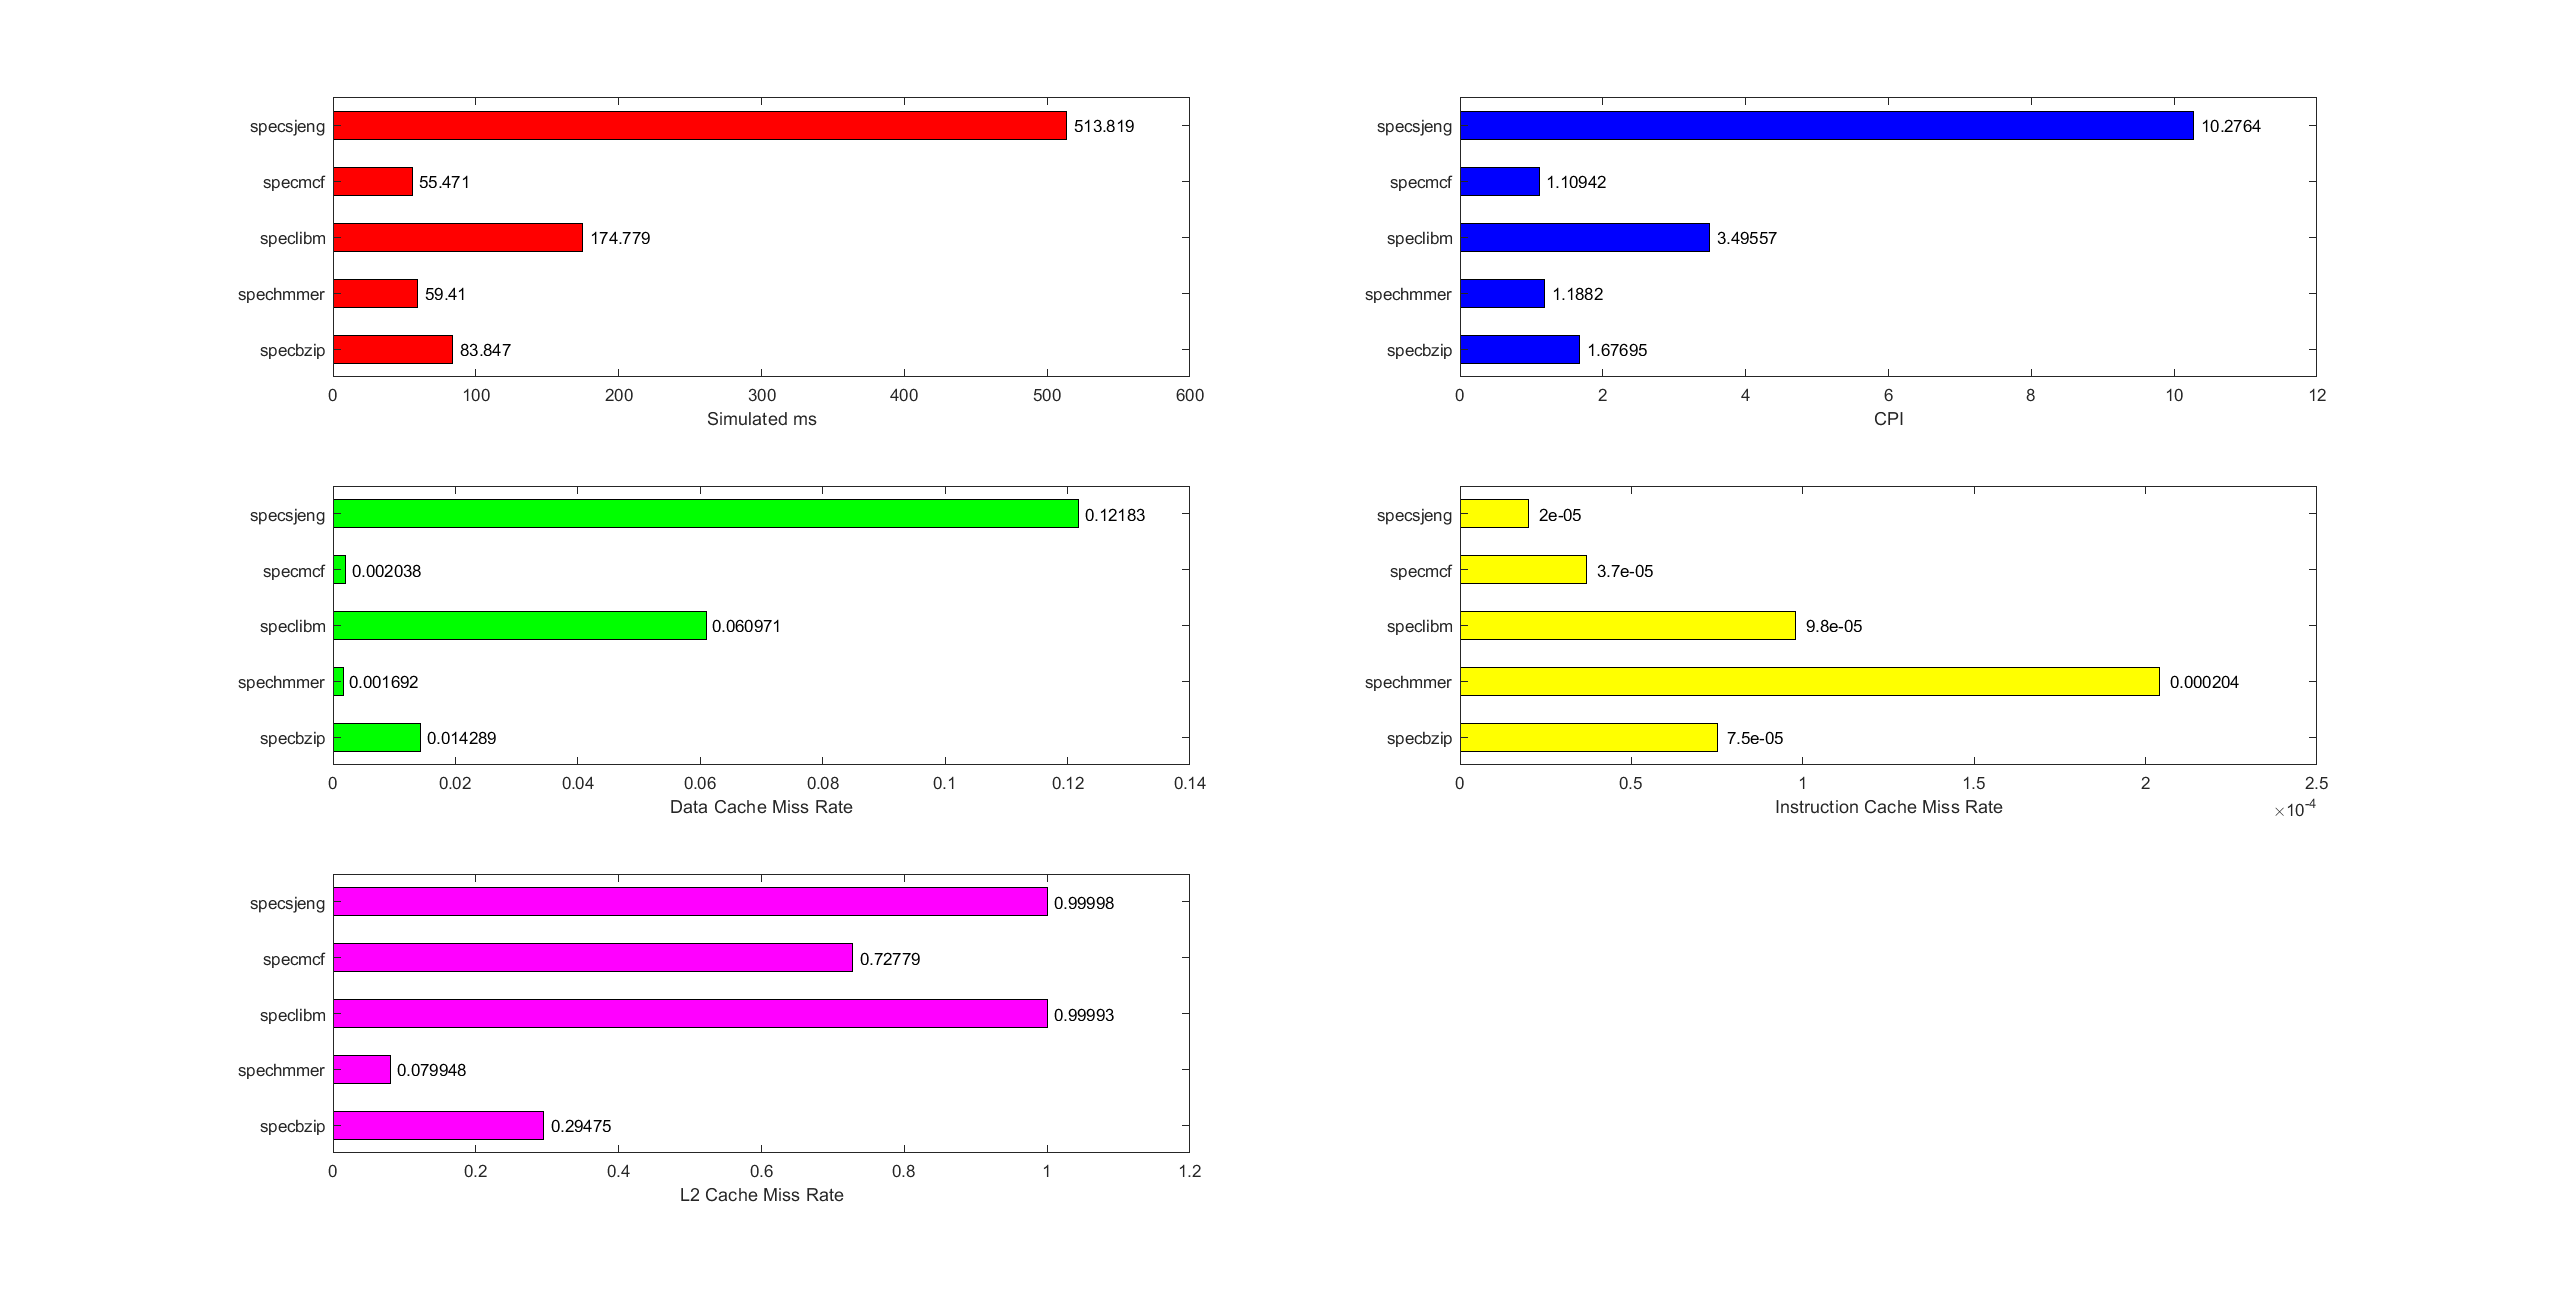 specsjeng 513.819
specmcf 55.471
speclibm 174.779
spechmmer 59.41
specbzip 83.847
0 100 200 300 400 500 600
Simulated ms
specsjeng 10.2764
specmcf 1.10942
speclibm 3.49557
spechmmer 1.1882
specbzip 1.67695
0 2 4 6 8 10 12
CPI
specsjeng 0.12183
specmcf 0.002038
speclibm 0.060971
spechmmer 0.001692
specbzip 0.014289
0 0.02 0.04 0.06 0.08 0.1 0.12 0.14
Data Cache Miss Rate
specsjeng 2e-05
specmcf 3.7e-05
speclibm 9.8e-05
spechmmer 0.000204
specbzip 7.5e-05
0 0.5 1 1.5 2 2.5
Instruction Cache Miss Rate ×10⁻⁴
specsjeng 0.99998
specmcf 0.72779
speclibm 0.99993
spechmmer 0.079948
specbzip 0.29475
0 0.2 0.4 0.6 0.8 1 1.2
L2 Cache Miss Rate